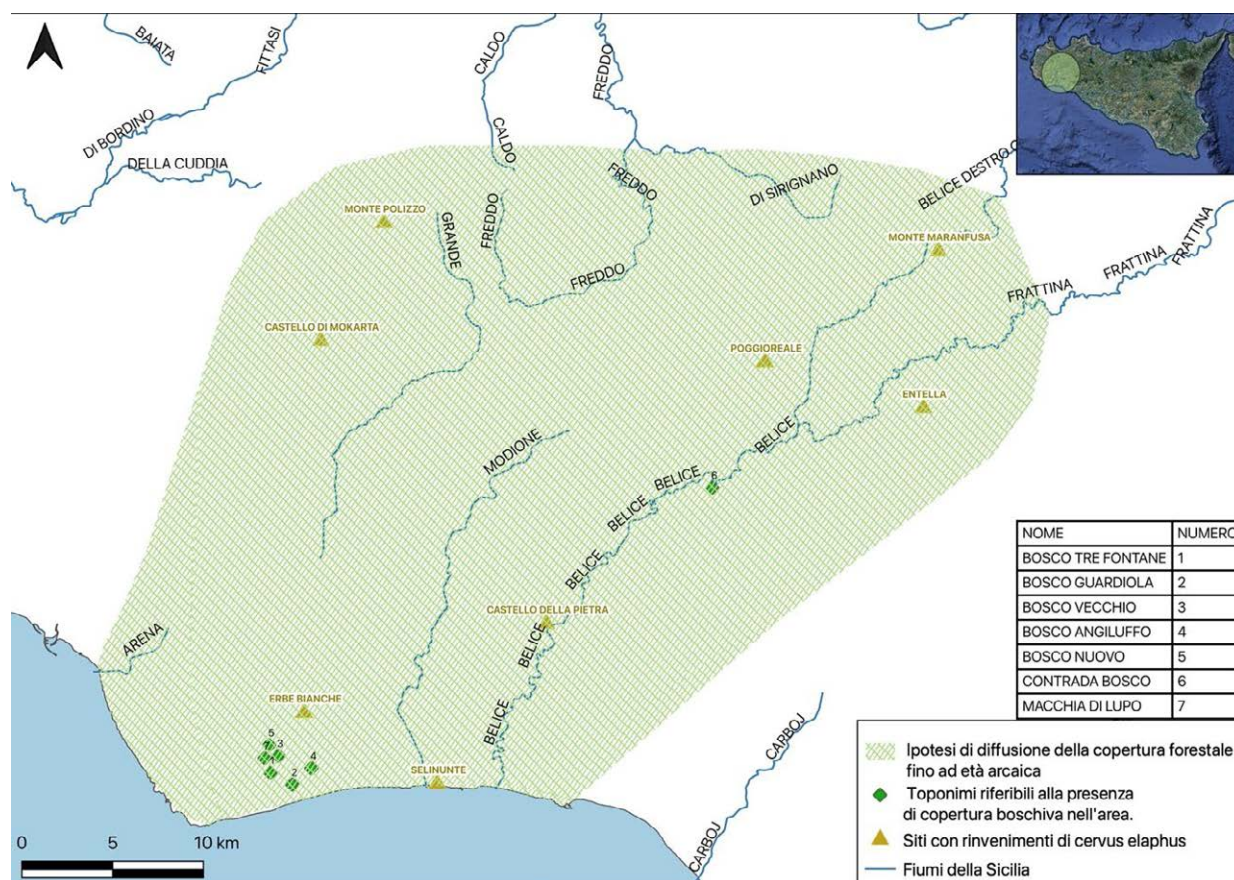 BAIATA
FITTASI
DI BORDINO
DELLA CUDDIA
CALDO
CALDO
FREDDO
FREDDO
FREDDO
FREDDO
DI SIRIGNANO
BELICE DESTRO
FRATTINA
FRATTINA
FRATTINA
MONTE POLIZZO
GRANDE
MONTE MARANFUSA
CASTELLO DI MOKARTA
POGGIOREALE
ENTELLA
MODIONE
BELICE
BELICE
6
BELICE
BELICE
CASTELLO DELLA PIETRA
BELICE
BELICE
ARENA
ERBE BIANCHE
5
3
1
4
2
SELINUNTE
CARBOJ
CARBOJ
0 5 10 km
NOME NUMERO
BOSCO TRE FONTANE 1
BOSCO GUARDIOLA 2
BOSCO VECCHIO 3
BOSCO ANGILUFFO 4
BOSCO NUOVO 5
CONTRADA BOSCO 6
MACCHIA DI LUPO 7
Ipotesi di diffusione della copertura forestale
fino ad età arcaica
Toponimi riferibili alla presenza
di copertura boschiva nell'area.
Siti con rinvenimenti di cervus elaphus
Fiumi della Sicilia